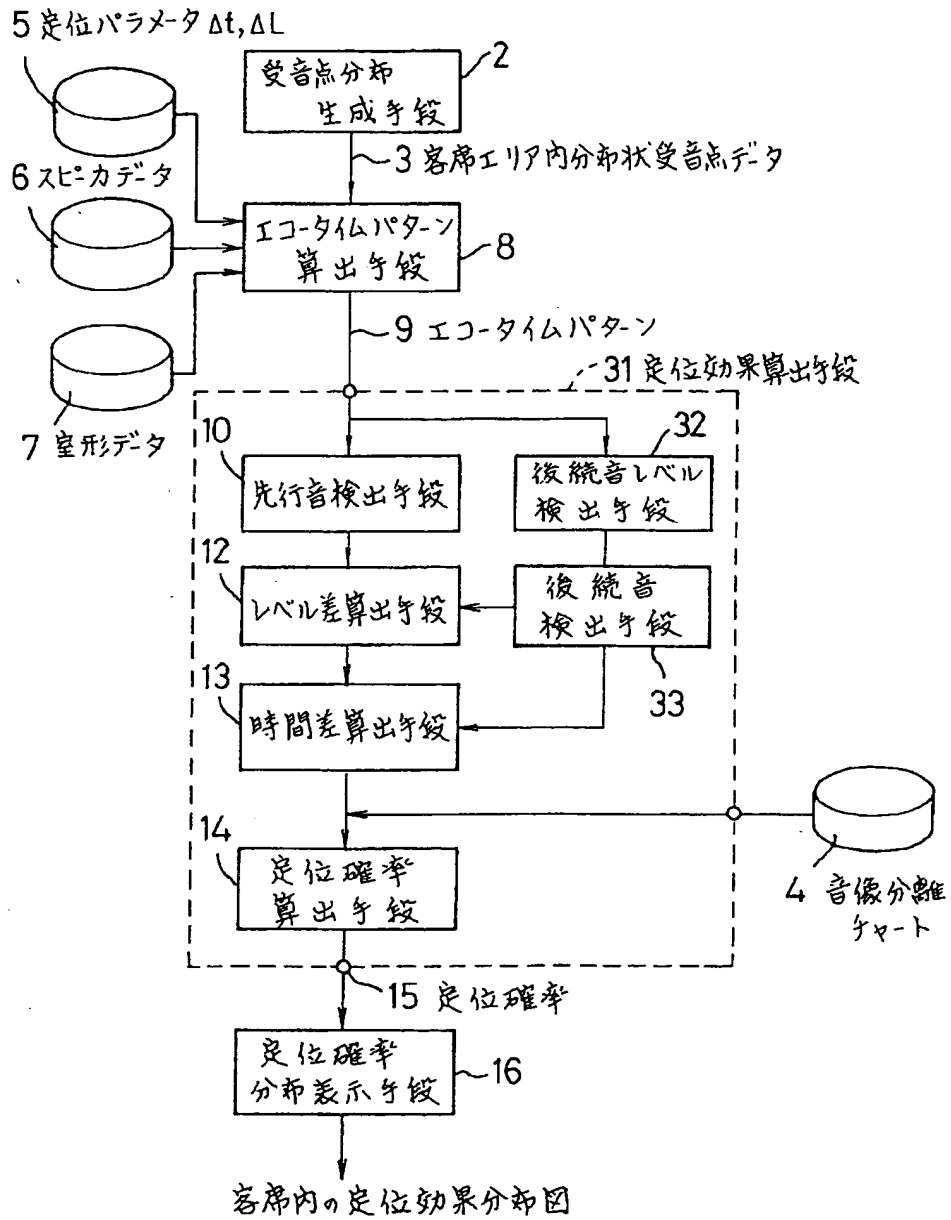 5 定位パラメータ Δt, ΔL
2
受音点分布
生成手段
3 客席エリア内分布状受音点データ
6 スピーカデータ
エコータイムパターン
算出手段
8
9 エコータイムパターン
31 定位効果算出手段
7 室形データ
10
先行音検出手段
32
後続音レベル
検出手段
12
レベル差算出手段
後続音
検出手段
33
13
時間差算出手段
14
定位確率
算出手段
4 音像分離
チャート
15 定位確率
定位確率
分布表示手段
16
客席内の定位効果分布図